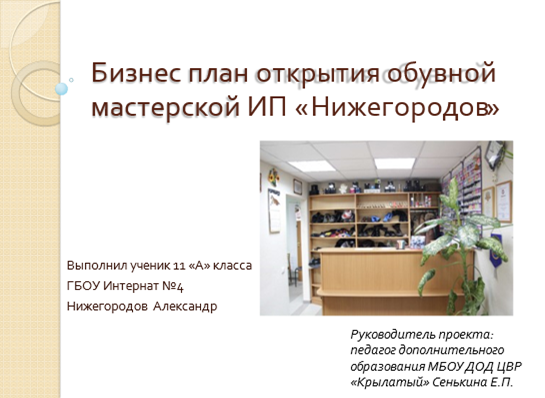 Бизнес план открытия обувной
мастерской ИП «Нижегородов»
Выполнил ученик 11 «А» класса
ГБОУ Интернат №4
Нижегородов Александр
Руководитель проекта:
педагог дополнительного
образования МБОУ ДОД ЦВР
«Крылатый» Сенькина Е.П.